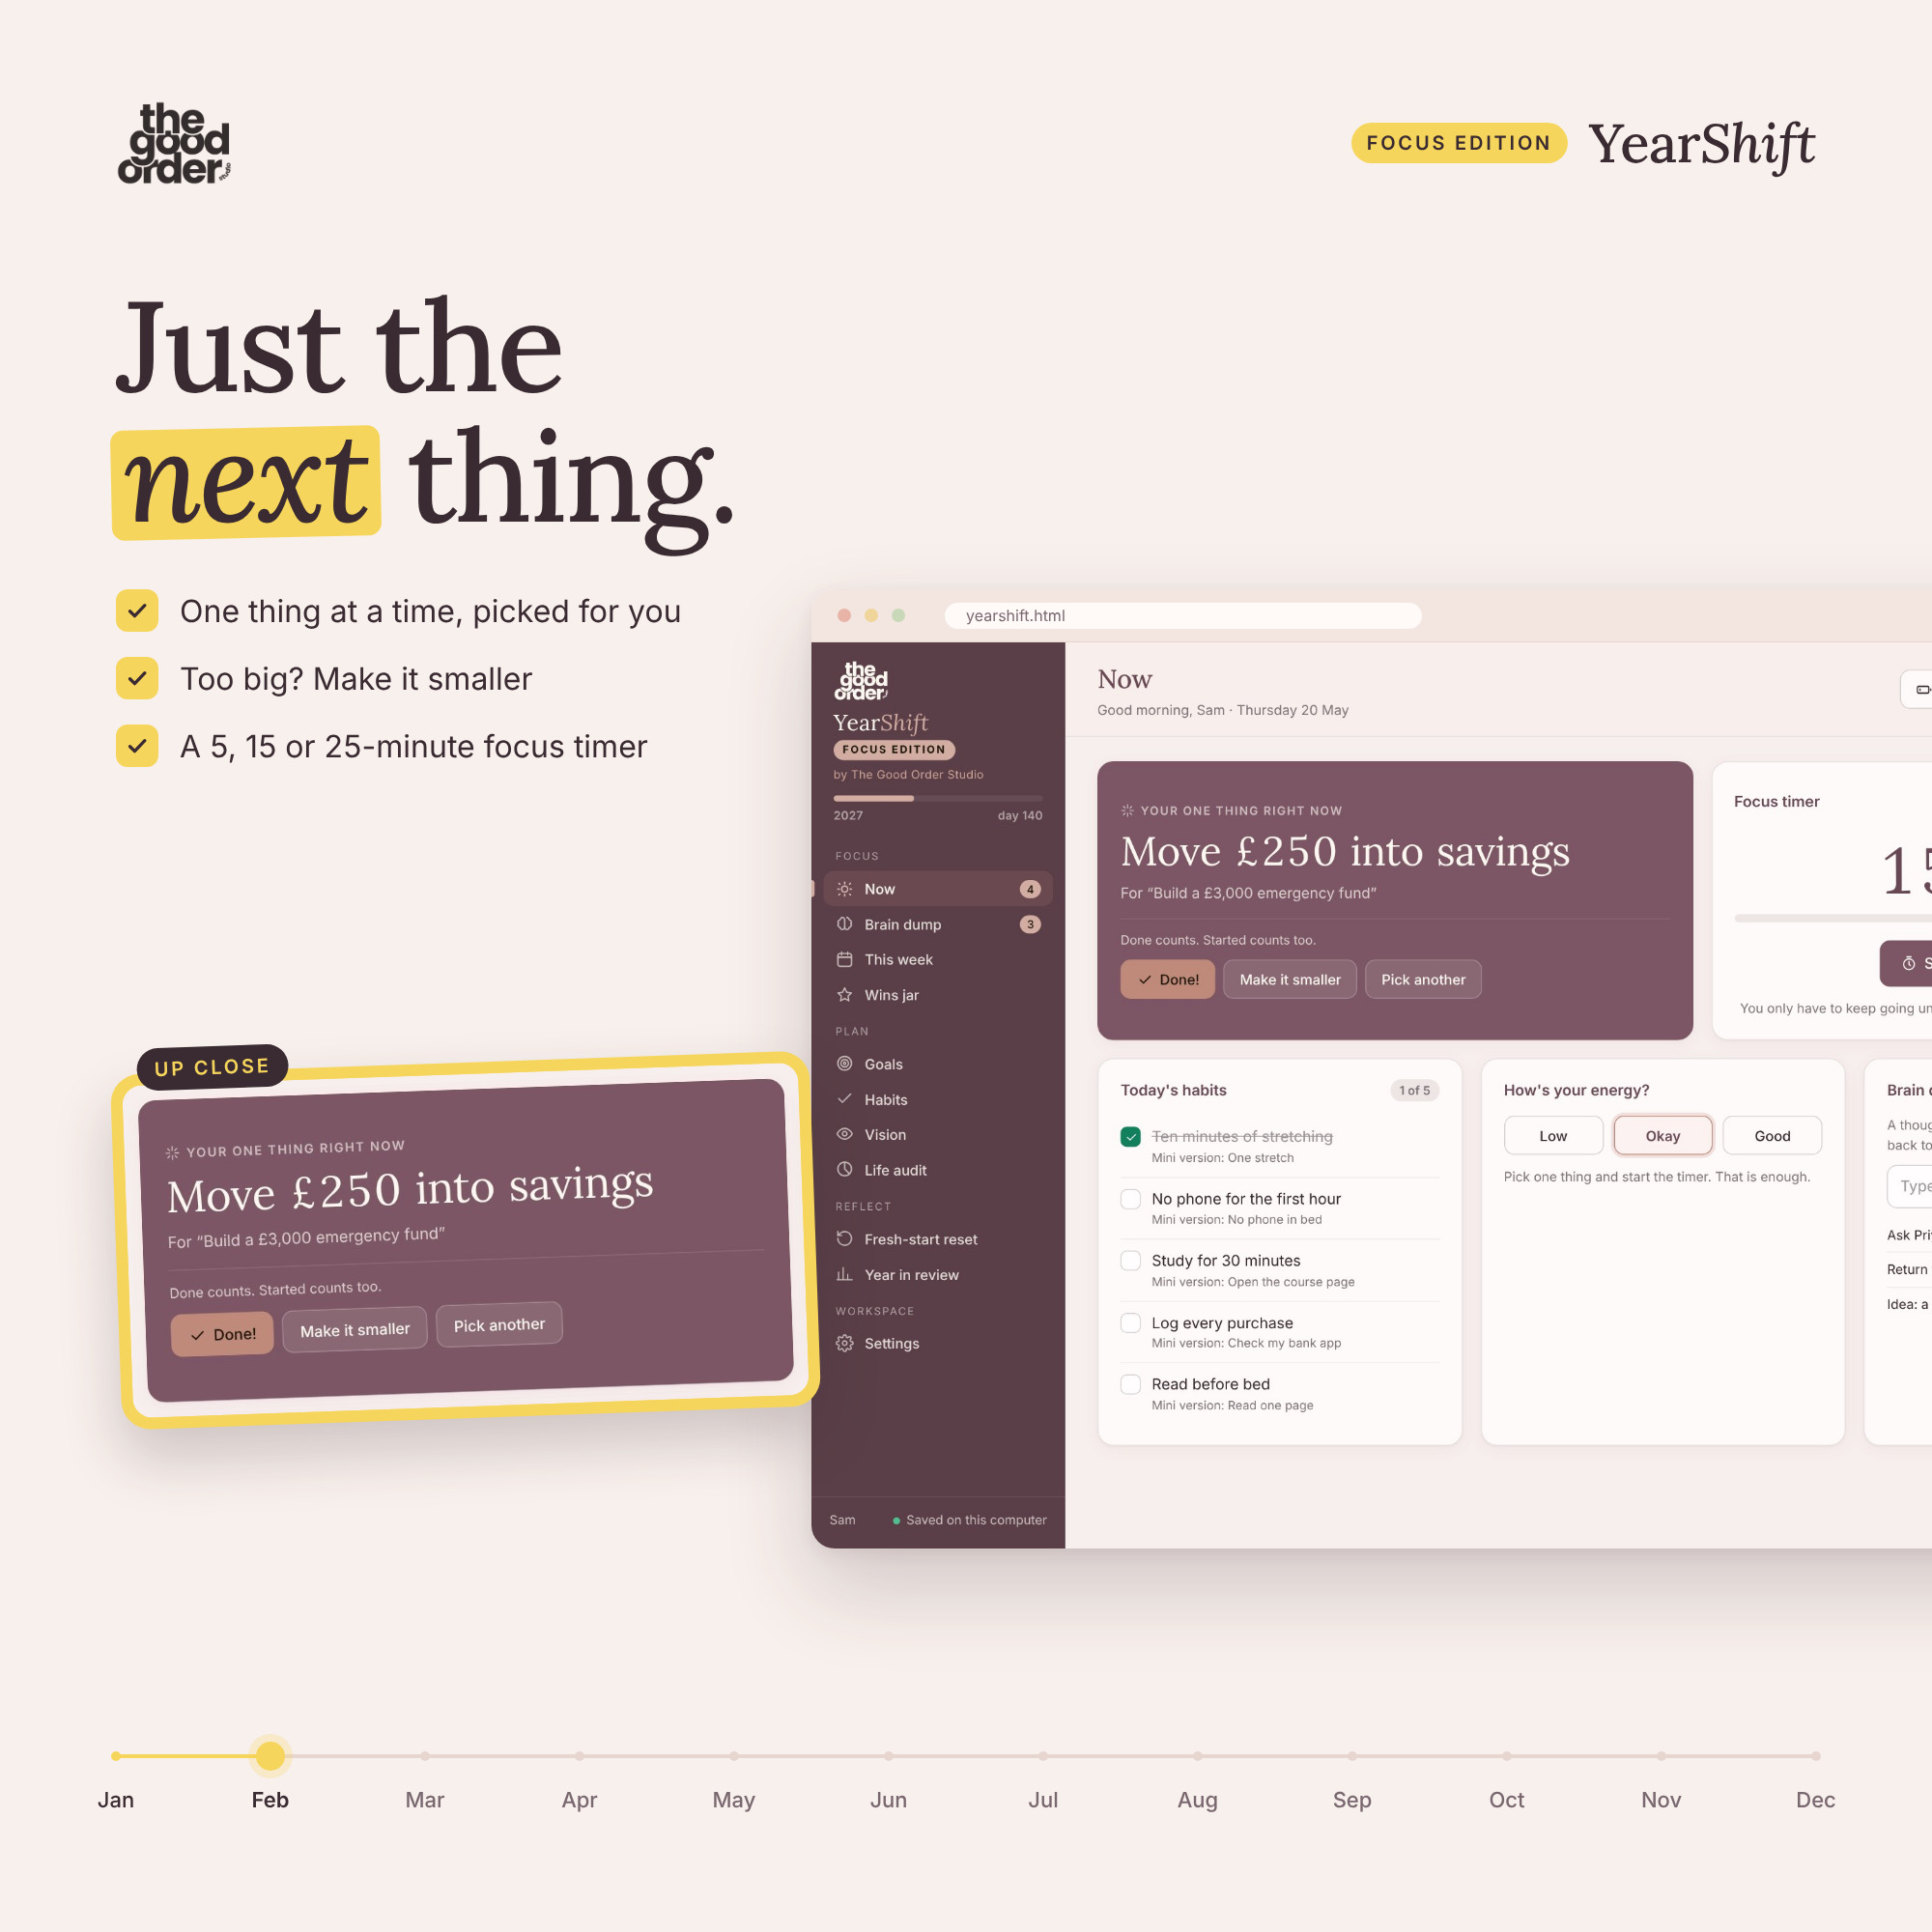 the
good
order
studio
FOCUS EDITION YearShift
Just the
next thing.
One thing at a time, picked for you
Too big? Make it smaller
A 5, 15 or 25-minute focus timer
UP CLOSE
YOUR ONE THING RIGHT NOW
Move £250 into savings
For “Build a £3,000 emergency fund”
Done counts. Started counts too.
Done! Make it smaller Pick another
yearshift.html
the
good
order
YearShift
FOCUS EDITION
by The Good Order Studio
2027 day 140
FOCUS
Now 4
Brain dump 3
This week
Wins jar
PLAN
Goals
Habits
Vision
Life audit
REFLECT
Fresh-start reset
Year in review
WORKSPACE
Settings
Sam Saved on this computer
Now
Good morning, Sam · Thursday 20 May
YOUR ONE THING RIGHT NOW
Move £250 into savings
For “Build a £3,000 emergency fund”
Done counts. Started counts too.
Done! Make it smaller Pick another
Focus timer
15
S
You only have to keep going un
Today's habits 1 of 5
Ten minutes of stretching
Mini version: One stretch
No phone for the first hour
Mini version: No phone in bed
Study for 30 minutes
Mini version: Open the course page
Log every purchase
Mini version: Check my bank app
Read before bed
Mini version: Read one page
How's your energy?
Low Okay Good
Pick one thing and start the timer. That is enough.
Brain
A thoug
back to
Type
Ask Pri
Return
Idea: a
Jan Feb Mar Apr May Jun Jul Aug Sep Oct Nov Dec